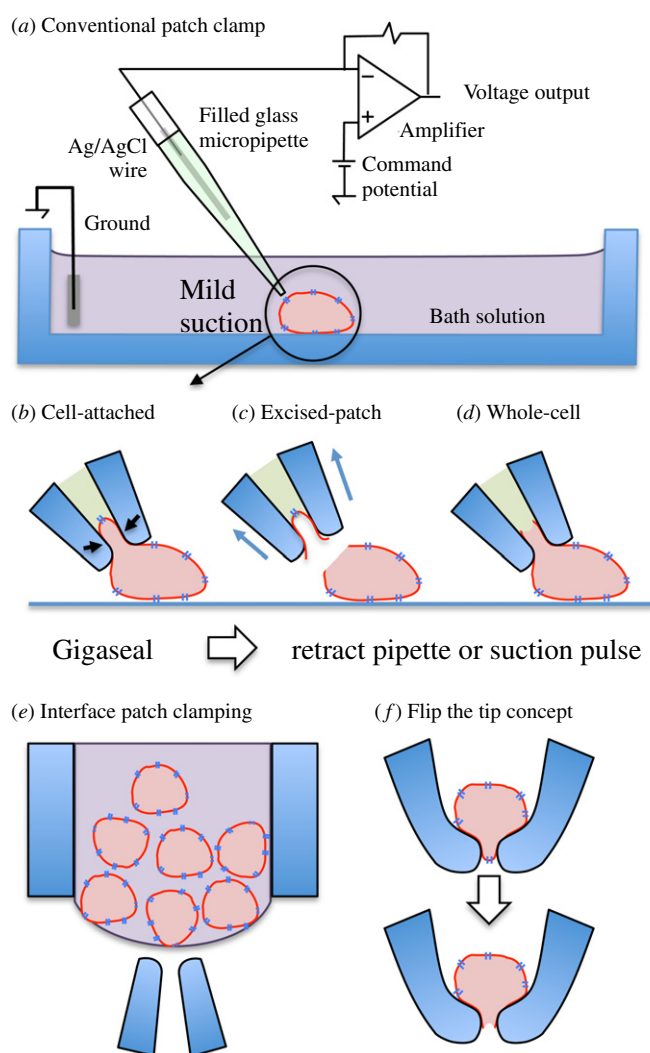 (a) Conventional patch clamp
Voltage output
Filled glass
micropipette
Amplifier
Ag/AgCl
wire
Command
potential
Ground
Mild
suction
Bath solution
(b) Cell-attached
(c) Excised-patch
(d) Whole-cell
Gigaseal
retract pipette or suction pulse
(e) Interface patch clamping
(f) Flip the tip concept